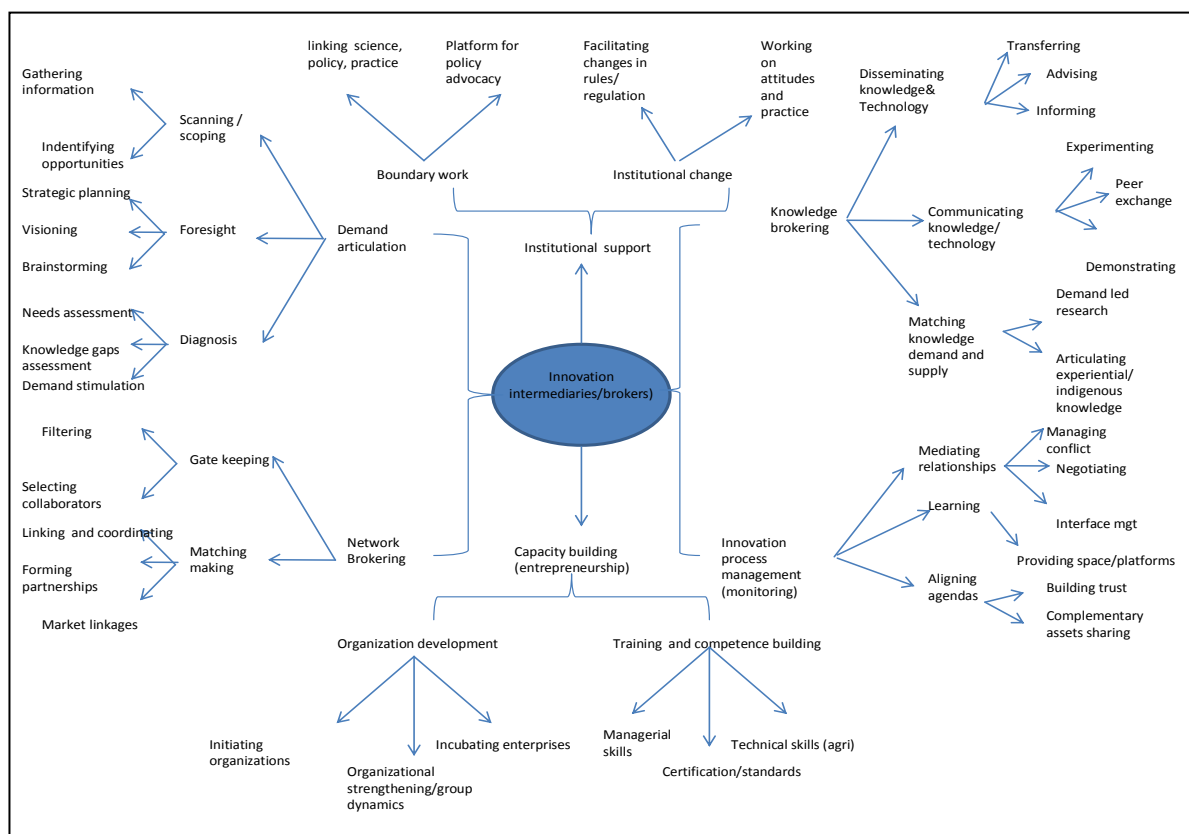 linking science,
policy, practice
Platform for
policy
advocacy
Facilitating
changes in
rules/
regulation
Working
on
attitudes
and
practice
Boundary work
Institutional change
Institutional support
Gathering
information
Scanning /
scoping
Indentifying
opportunities
Strategic planning
Visioning
Foresight
Brainstorming
Demand
articulation
Needs assessment
Diagnosis
Knowledge gaps
assessment
Demand stimulation
Transferring
Disseminating
knowledge&
Technology
Advising
Informing
Experimenting
Peer
exchange
Knowledge
brokering
Communicating
knowledge/
technology
Demonstrating
Demand led
research
Matching
knowledge
demand and
supply
Articulating
experiential/
indigenous
knowledge
Innovation
intermediaries/brokers)
Filtering
Gate keeping
Selecting
collaborators
Linking and coordinating
Matching
making
Forming
partnerships
Market linkages
Network
Brokering
Capacity building
(entrepreneurship)
Innovation
process
management
(monitoring)
Mediating
relationships
Managing
conflict
Negotiating
Interface mgt
Learning
Providing space/platforms
Aligning
agendas
Building trust
Complementary
assets sharing
Organization development
Training and competence building
Initiating
organizations
Organizational
strengthening/group
dynamics
Incubating enterprises
Managerial
skills
Certification/standards
Technical skills (agri)